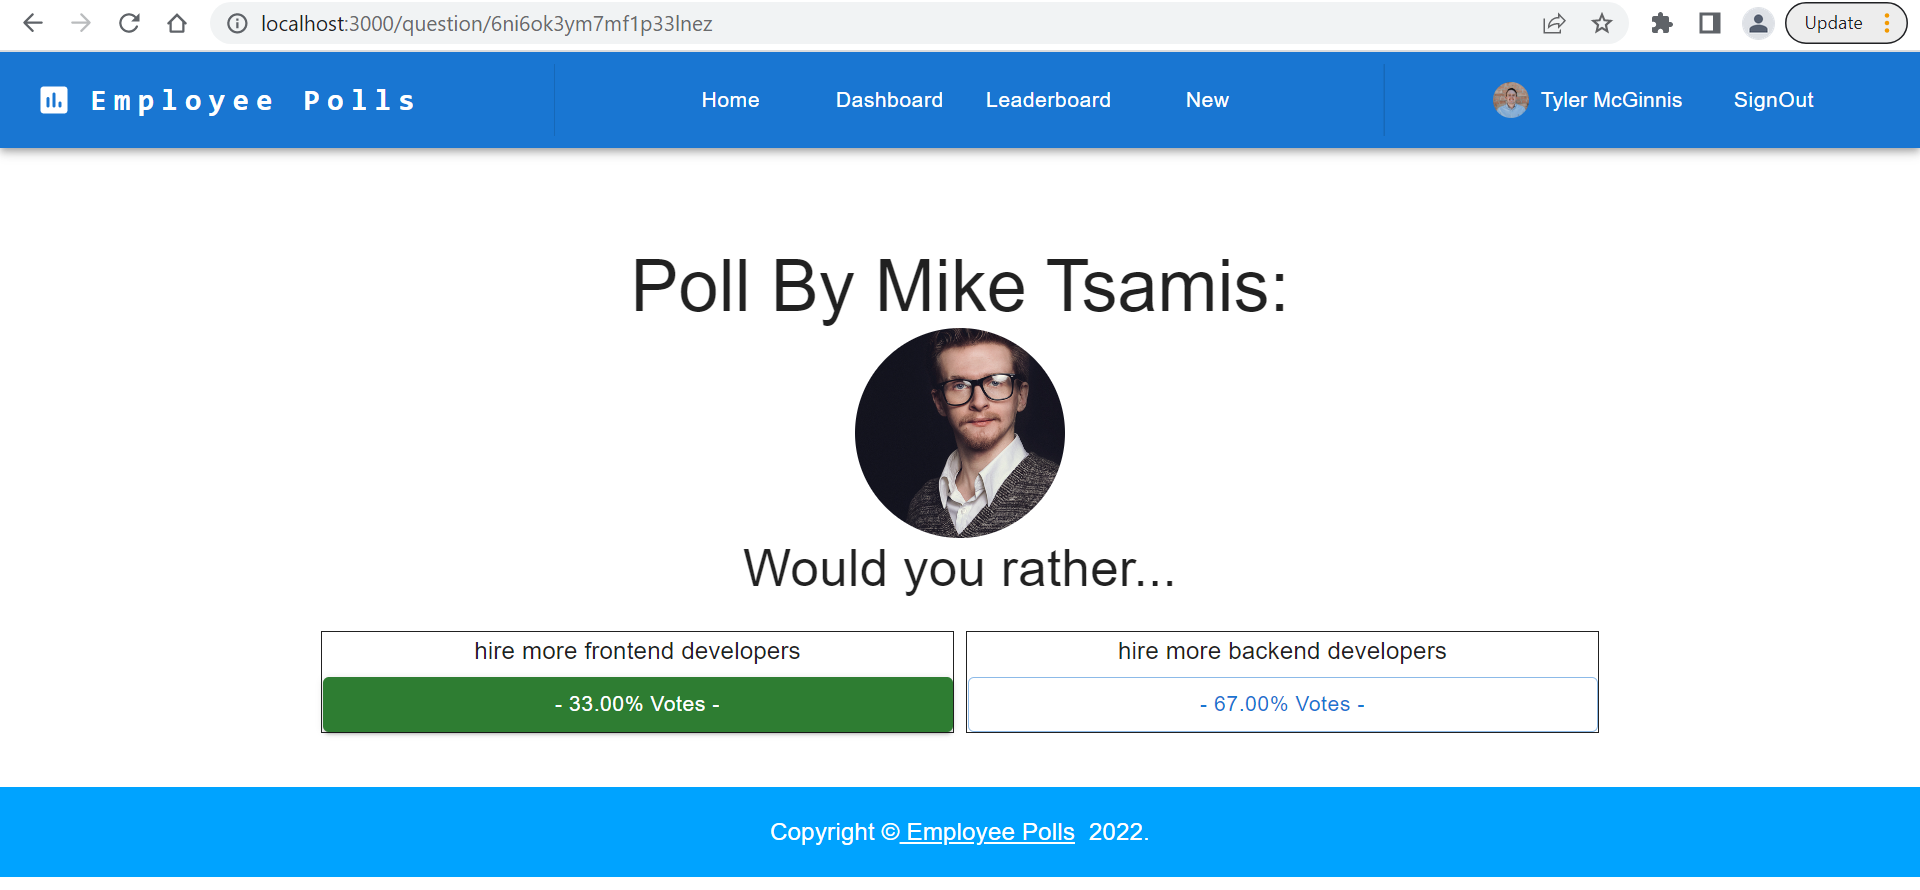 localhost:3000/question/6ni6ok3ym7mf1p33lnez
Update
Employee Polls
Home
Dashboard
Leaderboard
New
Tyler McGinnis
SignOut
Poll By Mike Tsamis:
Would you rather...
hire more frontend developers
- 33.00% Votes -
hire more backend developers
- 67.00% Votes -
Copyright © Employee Polls 2022.